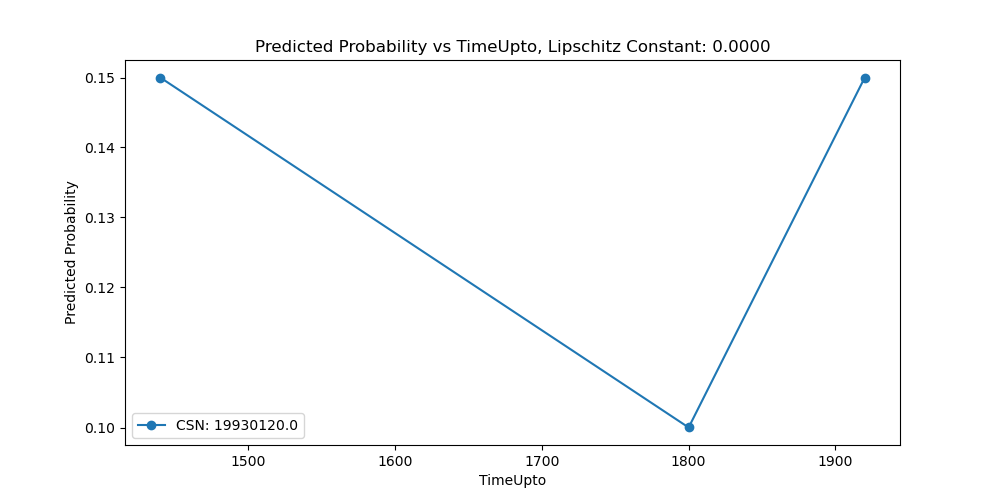 Predicted Probability vs TimeUpto, Lipschitz Constant: 0.0000
Predicted Probability
0.15
0.14
0.13
0.12
0.11
0.10
CSN: 19930120.0
1500
1600
1700
1800
1900
TimeUpto